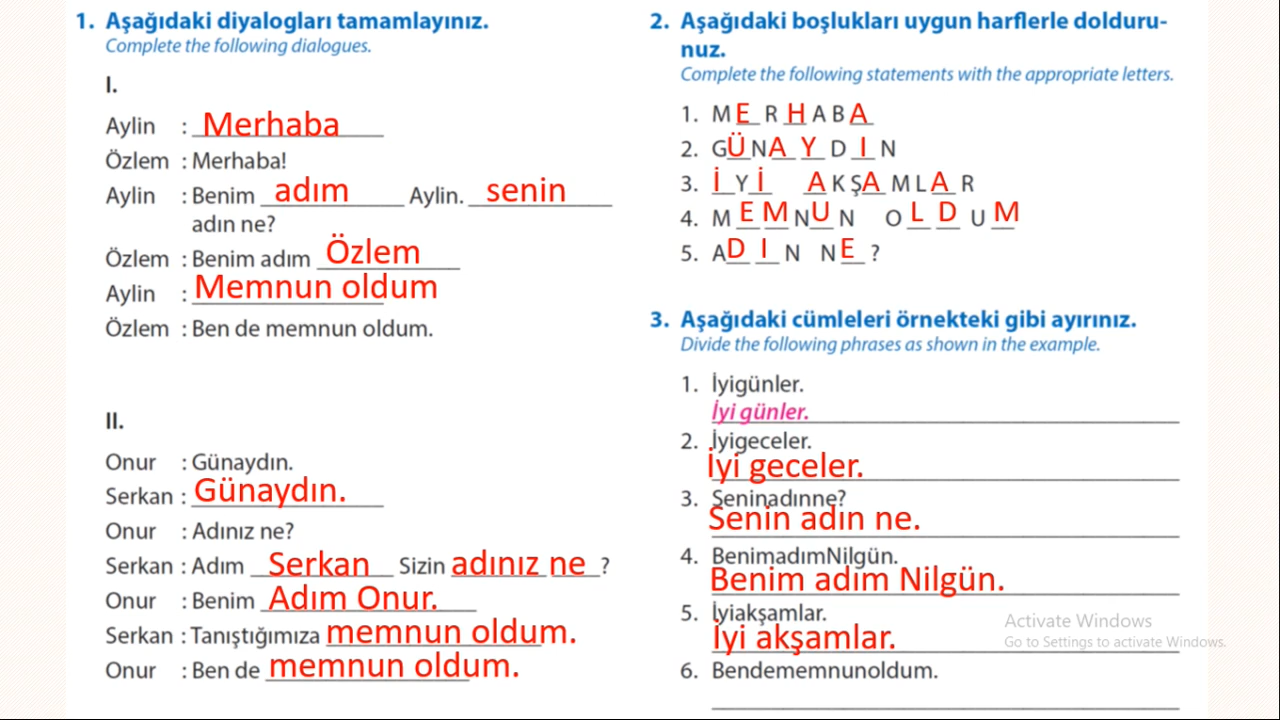 1. Aşağıdaki diyalogları tamamlayınız.
Complete the following dialogues.
I.
Aylin : Merhaba
Özlem : Merhaba!
Aylin : Benim adım Aylin. senin
adın ne?
Özlem : Benim adım Özlem
Aylin : Memnun oldum
Özlem : Ben de memnun oldum.
II.
Onur : Günaydın.
Serkan : Günaydın.
Onur : Adınız ne?
Serkan : Adım Serkan Sizin adınız ne ?
Onur : Benim Adım Onur.
Serkan : Tanıştığımıza memnun oldum.
Onur : Ben de memnun oldum.
2. Aşağıdaki boşlukları uygun harflerle solduru-
nuz.
Complete the following statements with the appropriate letters.
1. M E R H A B A
2. G Ü N A Y D I N
3. İ Y İ A K Ş A M L A R
4. M E M N U N O L D U M
5. A D I N N E ?
3. Aşağıdaki cümleleri örnekteki gibi ayırınız.
Divide the following phrases as shown in the example.
1. İyigünler.
İyi günler.
2. İyigeceler.
İyi geceler.
3. Seninadınne?
Senin adın ne.
4. BenimadımNilgün.
Benim adım Nilgün.
5. İyiakşamlar.
İyi akşamlar.
6. Bendememnunoldum.
Activate Windows
Go to Settings to activate Windows.